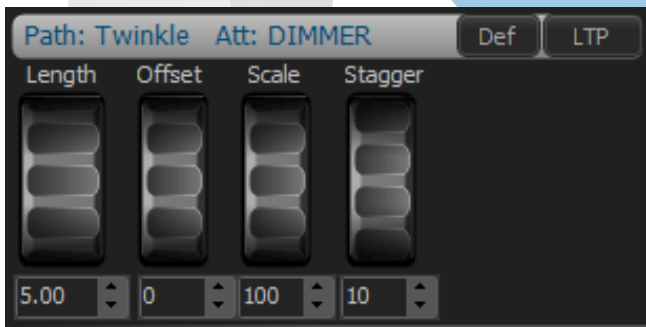 Path: Twinkle Att: DIMMER Def LTP
Length Offset Scale Stagger
5.00 0 100 10